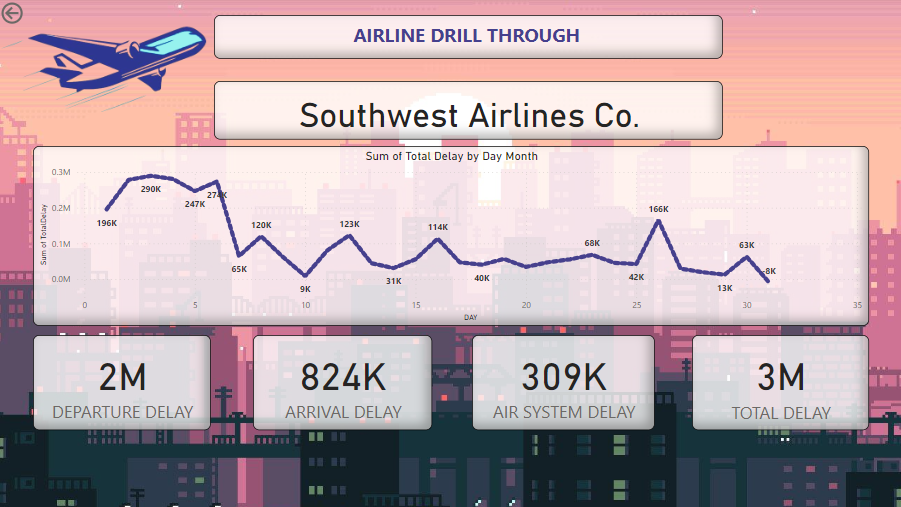 AIRLINE DRILL THROUGH
Southwest Airlines Co.
Sum of Total Delay by Day Month
Sum of TotalDelay
0.3M
0.2M
0.1M
0.0M
196K
290K
247K
274K
65K
120K
9K
123K
31K
114K
40K
68K
42K
166K
13K
63K
-8K
0
5
10
15
20
25
30
35
DAY
2M
DEPARTURE DELAY
824K
ARRIVAL DELAY
309K
AIR SYSTEM DELAY
3M
TOTAL DELAY